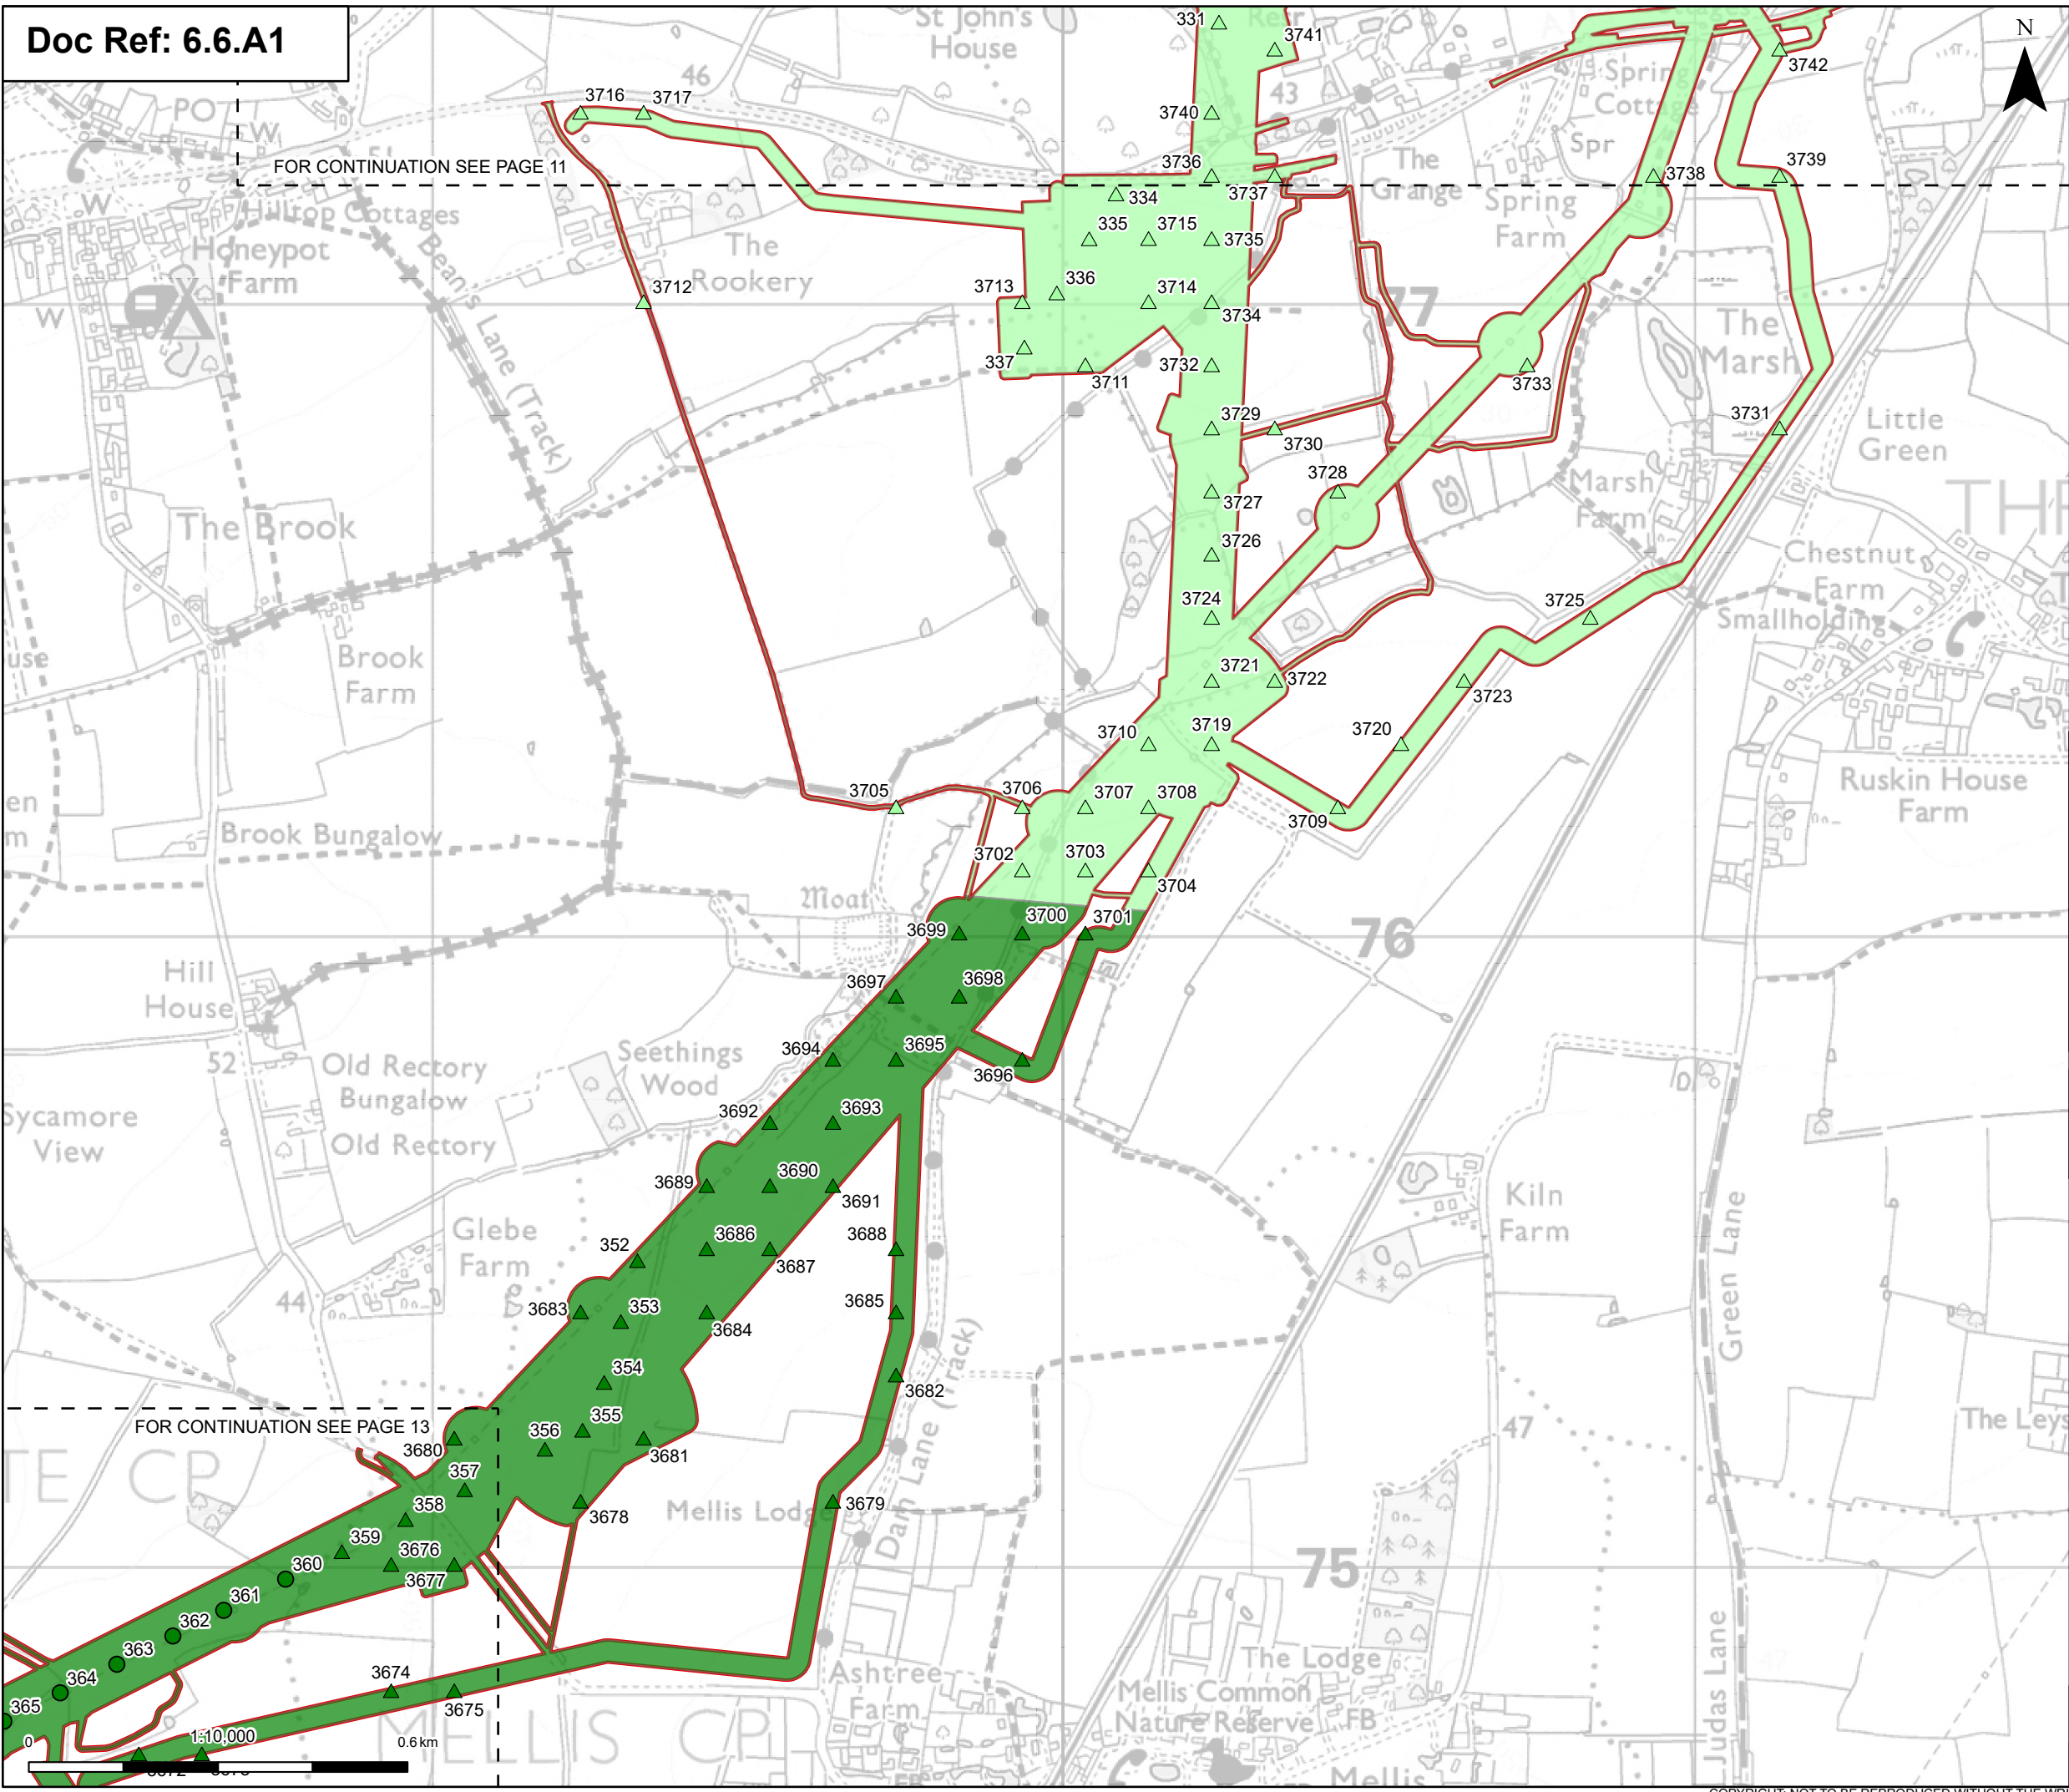 Doc Ref: 6.6.A1
St John's
House
Resr
331
3741
N
3742
46
3716
3717
3740
43
Spring
Cottage
Spr
PO
W
51
FOR CONTINUATION SEE PAGE 11
3736
The
Grange
3738
3739
W
Hilltop Cottages
334
3737
Spring
Farm
Honeypot
Farm
Bean's Lane (Track)
The
Rookery
335
3715
3735
3712
3713
336
3714
3734
77
The
Marsh
W
337
3711
3732
3733
3729
3730
3731
Little
Green
3728
Marsh
Farm
3727
The Brook
3726
Chestnut
Farm
Smallholding
3724
3725
use
Brook
Farm
3721
3722
3723
3710
3719
3720
Ruskin House
Farm
en
m
3705
3706
3707
3708
3709
Brook Bungalow
3702
3703
3704
Moat
3700
3701
3699
76
Hill
House
3697
3698
52
Old Rectory
Bungalow
Old Rectory
Seethings
Wood
3694
3695
3696
Sycamore
View
3692
3693
3689
3690
3691
Kiln
Farm
Green Lane
Glebe
Farm
352
3686
3687
3688
44
3683
353
3684
3685
354
3682
Dam Lane (Track)
FOR CONTINUATION SEE PAGE 13
3680
356
355
3681
47
The Leys
TE CP
357
358
3678
Mellis Lodge
3679
359
3676
3677
75
360
361
362
363
364
365
3674
3675
Ashtree
Farm
The Lodge
Mellis Common
Nature Reserve
FB
Judas Lane
MELLIS CP
0
1:10,000
0.6 km
Mellis